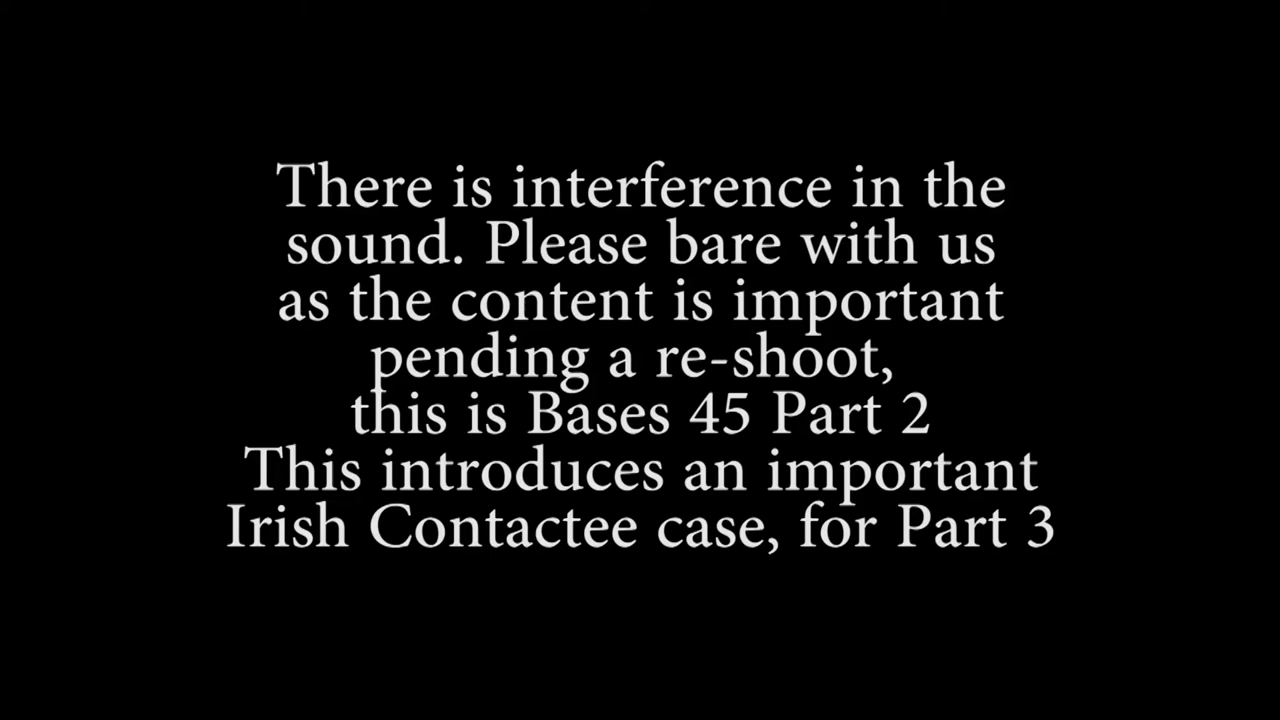 There is interference in the
sound. Please bare with us
as the content is important
pending a re-shoot,
this is Bases 45 Part 2
This introduces an important
Irish Contactee case, for Part 3